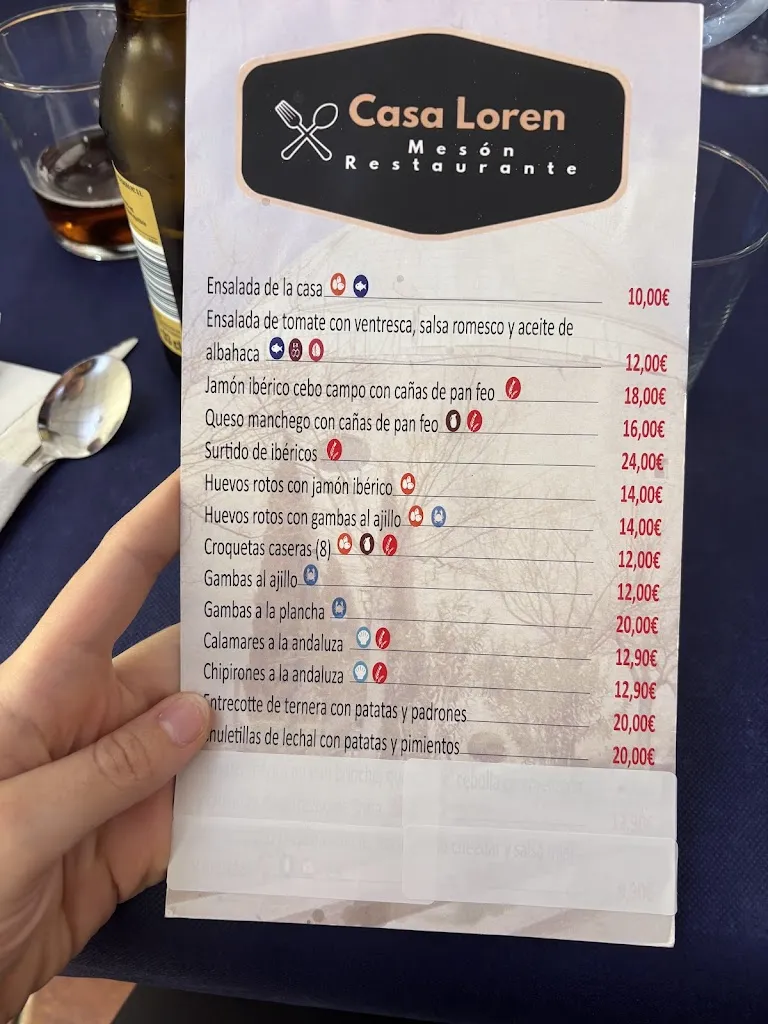 Casa Loren
Mesón
Restaurante
Ensalada de la casa 10,00€
Ensalada de tomate con ventresca, salsa romesco y aceite de
albahaca 12,00€
Jamón ibérico cebo campo con cañas de pan feo 18,00€
Queso manchego con cañas de pan feo 16,00€
Surtido de ibéricos 24,00€
Huevos rotos con jamón ibérico 14,00€
Huevos rotos con gambas al ajillo 14,00€
Croquetas caseras (8) 12,00€
Gambas al ajillo 12,00€
Gambas a la plancha 20,00€
Calamares a la andaluza 12,90€
Chipirones a la andaluza 12,90€
Entrecotte de ternera con patatas y padrones 20,00€
huletillas de lechal con patatas y pimientos 20,00€
cebolla